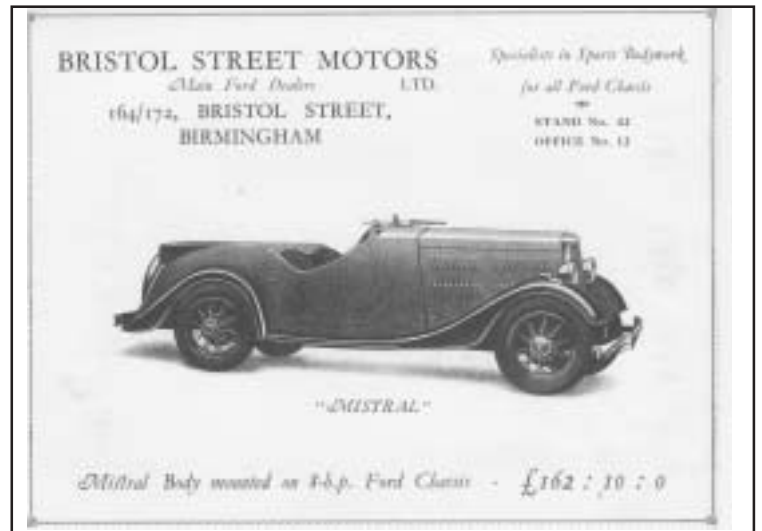 BRISTOL STREET MOTORS
Main Ford Dealers LTD.
164/172, BRISTOL STREET,
BIRMINGHAM
Specialists in Sports Bodywork
for all Ford Chassis
STAND No. 42
OFFICE No. 12
"MISTRAL"
Mistral Body mounted on 8-h.p. Ford Chassis - £162 : 10 : 0